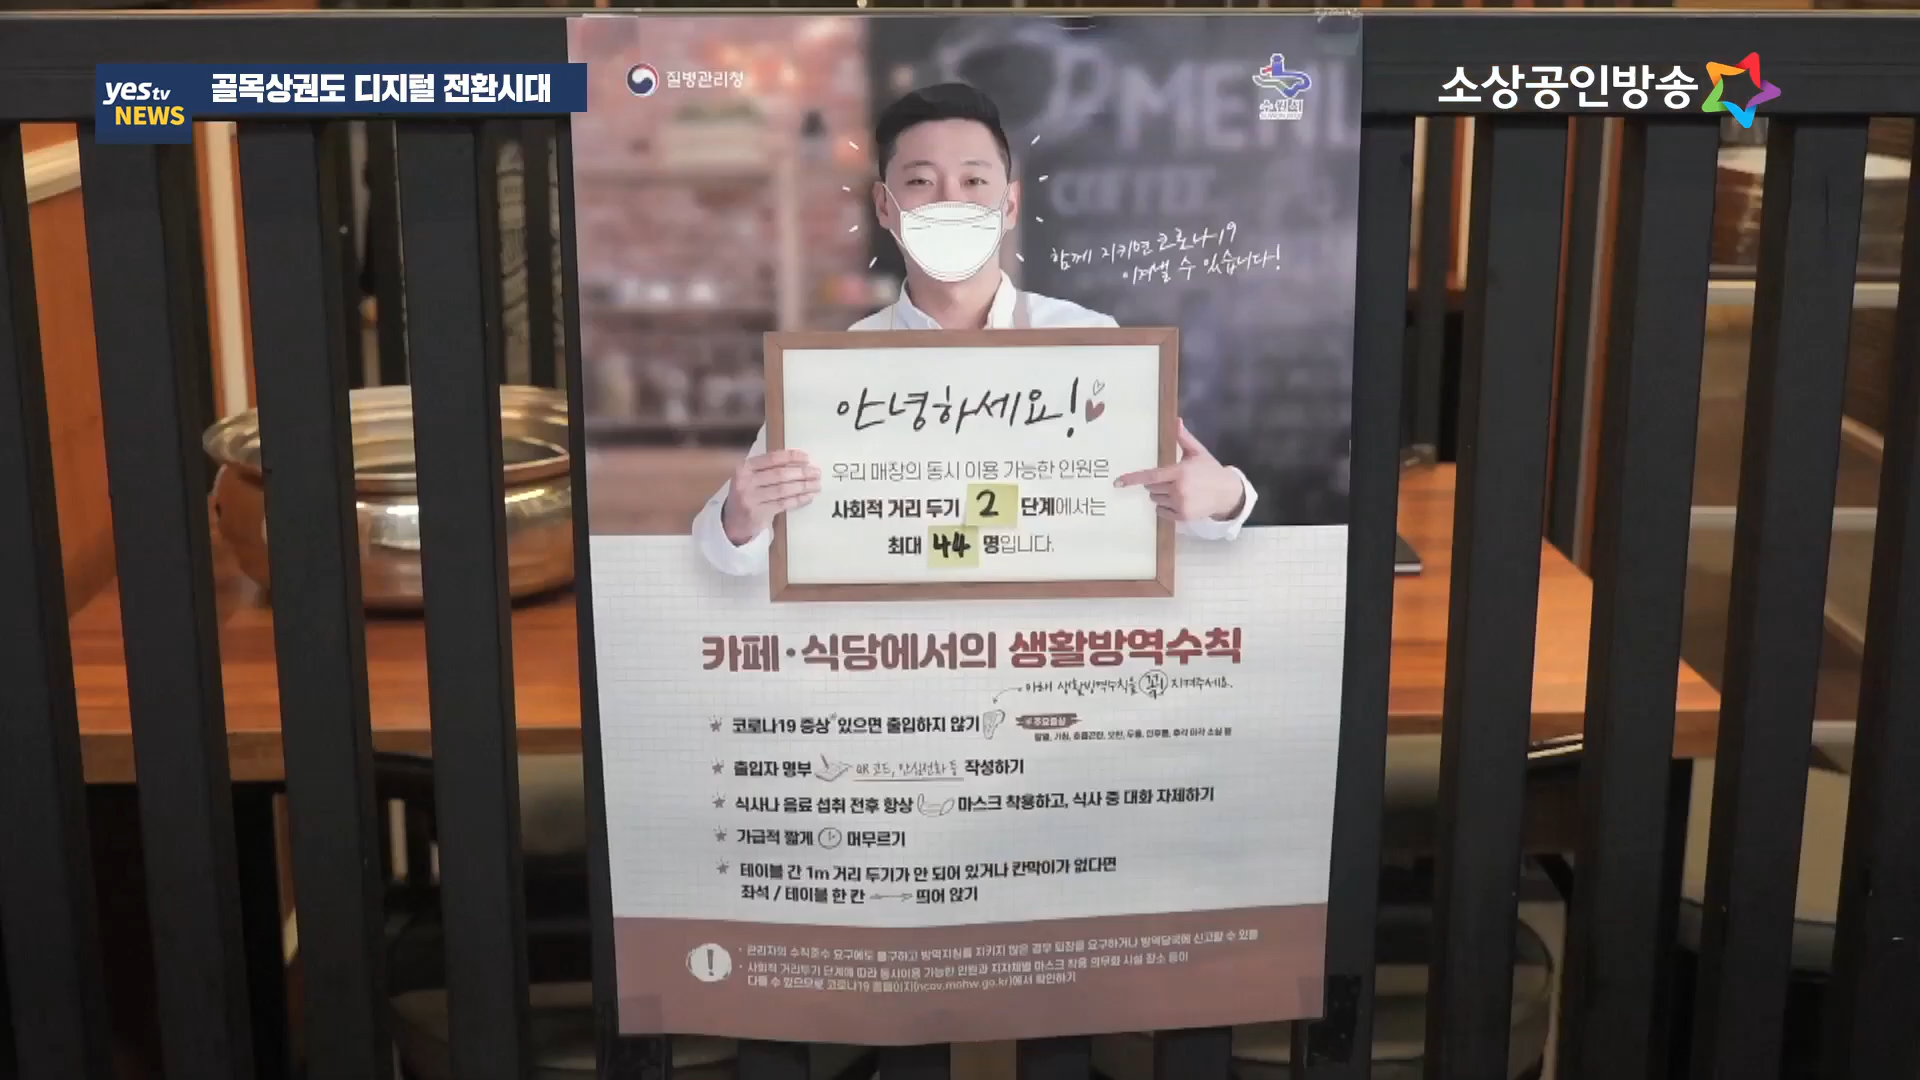 yes tv
NEWS
골목상권도 디지털 전환시대
소상공인방송
질병관리청
수원시
MENU
COFFEE
함께 지키면 코로나19
이겨낼 수 있습니다!
안녕하세요!
우리 매장의 동시 이용 가능한 인원은
사회적 거리 두기 2 단계에서는
최대 44 명입니다.
카페·식당에서의 생활방역수칙
아래 생활방역수칙을 꼭! 지켜주세요.
코로나19 증상* 있으면 출입하지 않기
*주요증상
발열, 기침, 호흡곤란, 오한, 두통, 인후통, 후각·미각 소실 등
출입자 명부 QR코드, 안심전화 등 작성하기
식사나 음료 섭취 전후 항상 마스크 착용하고, 식사 중 대화 자제하기
가급적 짧게 머무르기
테이블 간 1m 거리 두기가 안 되어 있거나 칸막이가 없다면
좌석 / 테이블 한 칸 띄어 앉기
· 관리자의 수칙준수 요구에도 불구하고 방역지침을 지키지 않은 경우 퇴장을 요구하거나 방역당국에 신고할 수 있음
· 사회적 거리두기 단계에 따라 동시이용 가능한 인원과 지자체별 마스크 착용 의무화 시설 장소 등이
다를 수 있으므로 코로나19 홈페이지(ncov.mohw.go.kr)에서 확인하기